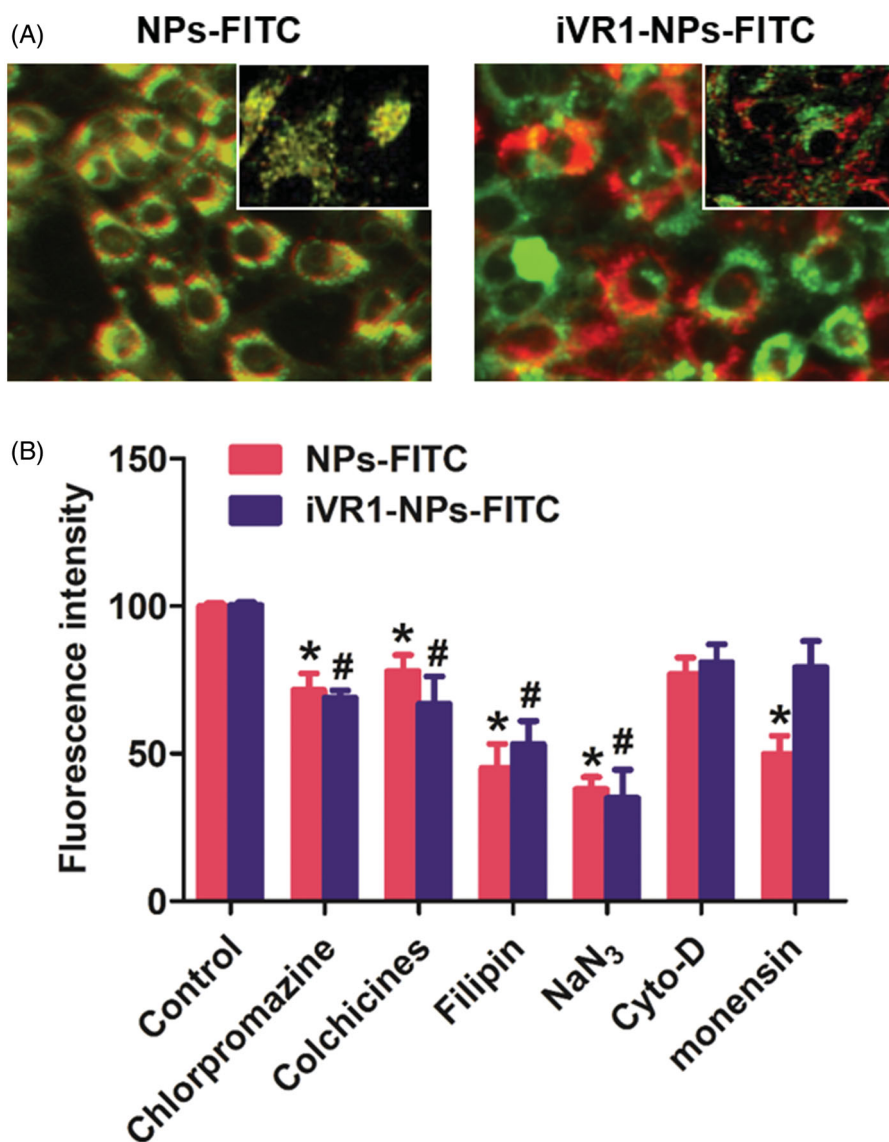 (A)
NPs-FITC
iVR1-NPs-FITC
(B)
Fluorescence intensity
150
100
50
0
NPs-FITC
iVR1-NPs-FITC
* # * # * # * # *
Control
Chlorpromazine
Colchicines
Filipin
NaN₃
Cyto-D
monensin